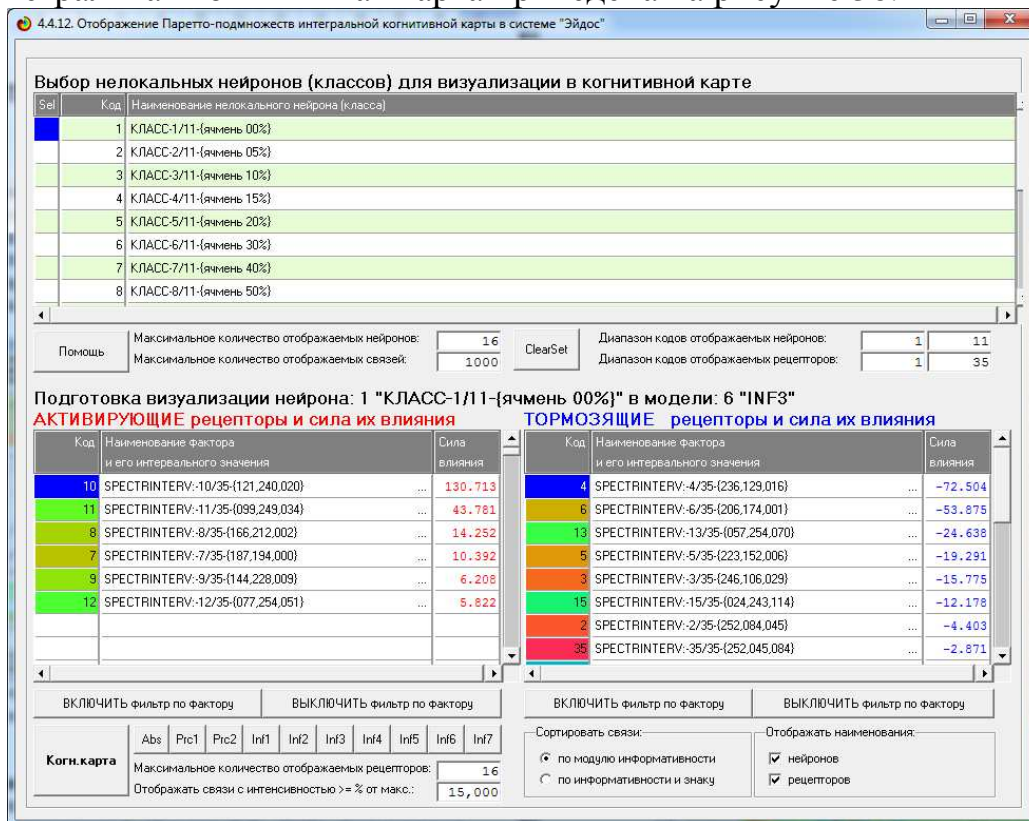 4.4.12. Отображение Паретто-подмножеств интегральной когнитивной карты в системе "Эйдос"
Выбор нелокальных нейронов (классов) для визуализации в когнитивной карте
Sel Код Наименование нелокального нейрона (класса)
1 КЛАСС-1/11-{ячмень 00%}
2 КЛАСС-2/11-{ячмень 05%}
3 КЛАСС-3/11-{ячмень 10%}
4 КЛАСС-4/11-{ячмень 15%}
5 КЛАСС-5/11-{ячмень 20%}
6 КЛАСС-6/11-{ячмень 30%}
7 КЛАСС-7/11-{ячмень 40%}
8 КЛАСС-8/11-{ячмень 50%}
Помощь
Максимальное количество отображаемых нейронов: 16
Максимальное количество отображаемых связей: 1000
ClearSet
Диапазон кодов отображаемых нейронов: 1 11
Диапазон кодов отображаемых рецепторов: 1 35
Подготовка визуализации нейрона: 1 "КЛАСС-1/11-{ячмень 00%}" в модели: 6 "INF3"
АКТИВИРУЮЩИЕ рецепторы и сила их влияния
Код Наименование фактора и его интервального значения Сила влияния
10 SPECTRINTERV:-10/35-{121,240,020} ... 130.713
11 SPECTRINTERV:-11/35-{099,249,034} ... 43.781
8 SPECTRINTERV:-8/35-{166,212,002} ... 14.252
7 SPECTRINTERV:-7/35-{187,194,000} ... 10.392
9 SPECTRINTERV:-9/35-{144,228,009} ... 6.208
12 SPECTRINTERV:-12/35-{077,254,051} ... 5.822
ТОРМОЗЯЩИЕ рецепторы и сила их влияния
Код Наименование фактора и его интервального значения Сила влияния
4 SPECTRINTERV:-4/35-{236,129,016} ... -72.504
6 SPECTRINTERV:-6/35-{206,174,001} ... -53.875
13 SPECTRINTERV:-13/35-{057,254,070} ... -24.638
5 SPECTRINTERV:-5/35-{223,152,006} ... -19.291
3 SPECTRINTERV:-3/35-{246,106,029} ... -15.775
15 SPECTRINTERV:-15/35-{024,243,114} ... -12.178
2 SPECTRINTERV:-2/35-{252,084,045} ... -4.403
35 SPECTRINTERV:-35/35-{252,045,084} ... -2.871
ВКЛЮЧИТЬ фильтр по фактору ВЫКЛЮЧИТЬ фильтр по фактору
ВКЛЮЧИТЬ фильтр по фактору ВЫКЛЮЧИТЬ фильтр по фактору
Когн.карта
Abs Prc1 Prc2 Inf1 Inf2 Inf3 Inf4 Inf5 Inf6 Inf7
Максимальное количество отображаемых рецепторов: 16
Отображать связи с интенсивностью >= % от макс.: 15,000
Сортировать связи:
по модулю информативности
по информативности и знаку
Отображать наименования:
нейронов
рецепторов